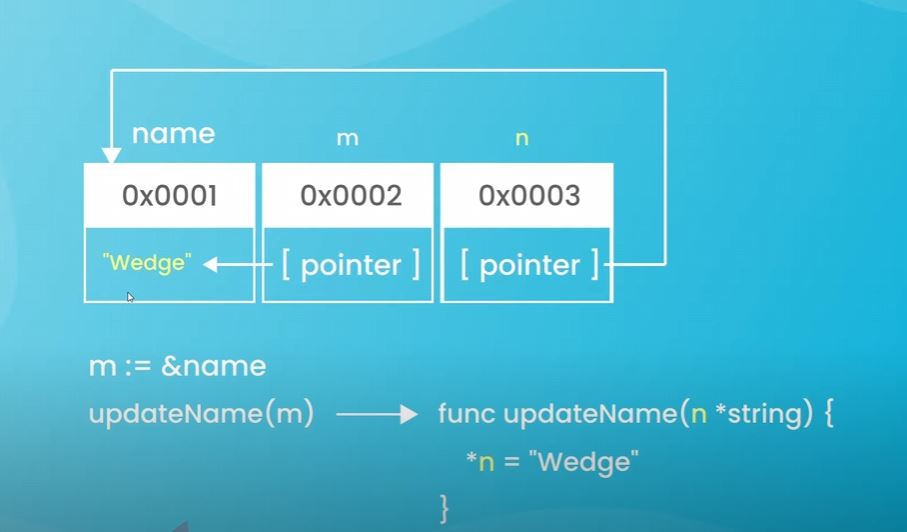 name m n
0x0001 0x0002 0x0003
"Wedge" [ pointer ] [ pointer ]
m := &name
updateName(m) func updateName(n *string) {
*n = "Wedge"
}